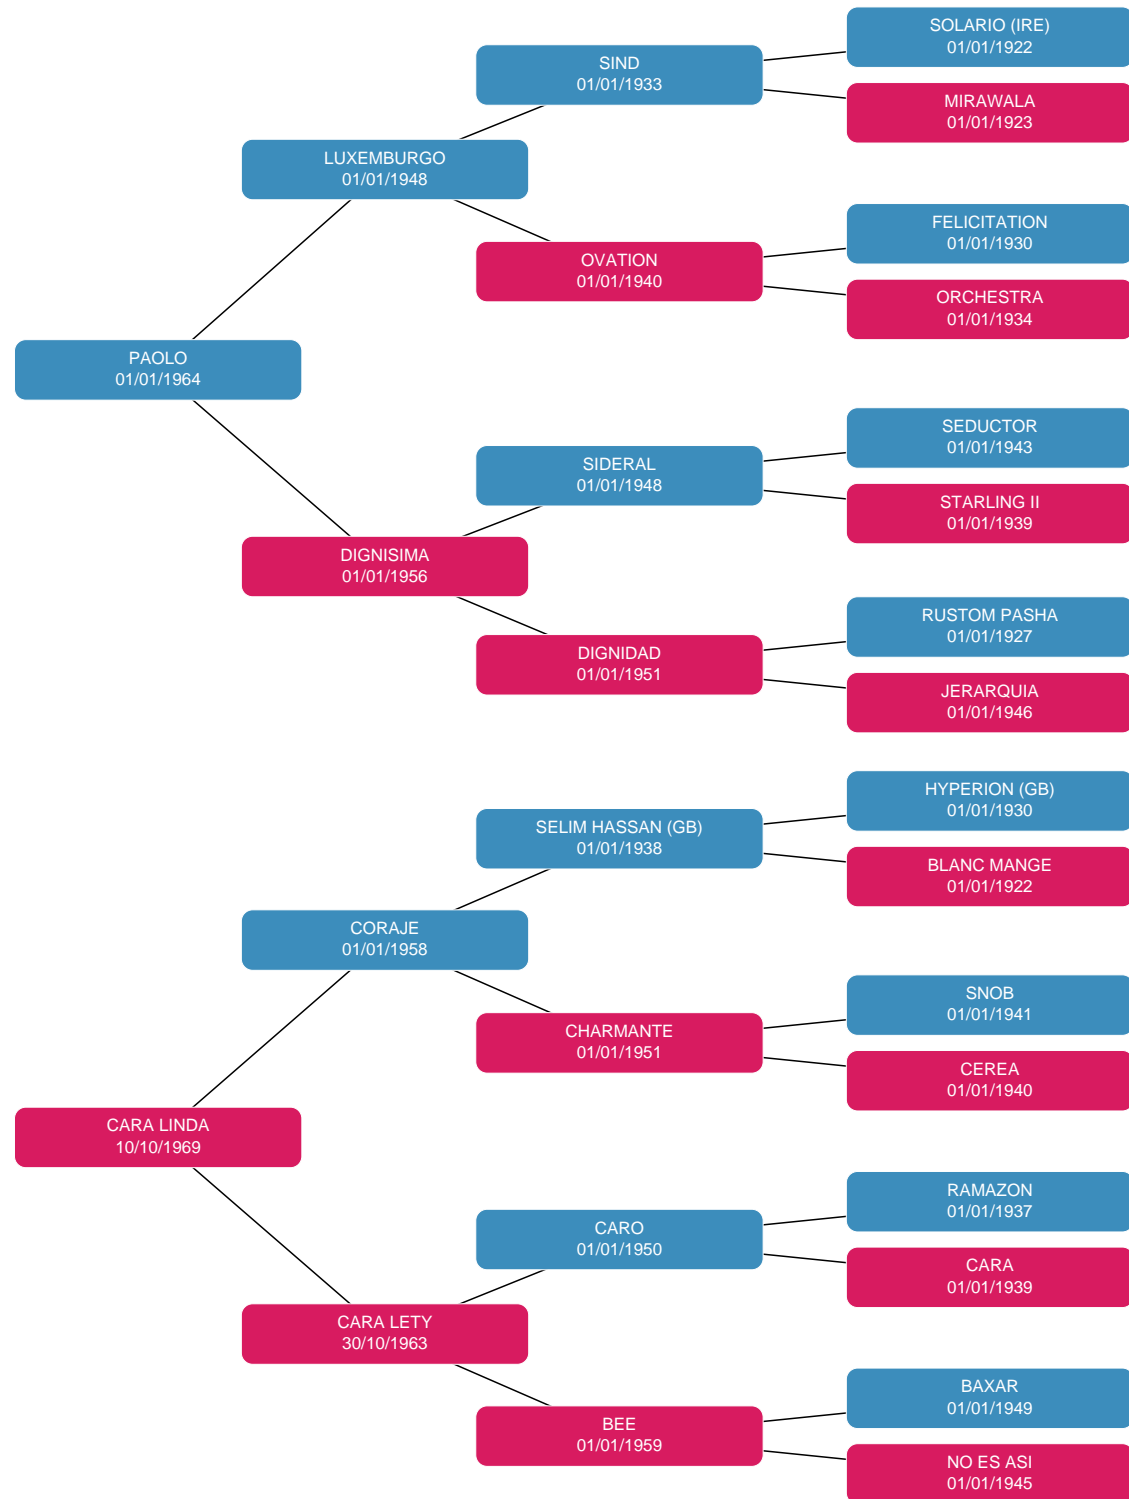 SOLARIO (IRE)
01/01/1922
SIND
01/01/1933
MIRAWALA
01/01/1923
LUXEMBURGO
01/01/1948
FELICITATION
01/01/1930
OVATION
01/01/1940
ORCHESTRA
01/01/1934
PAOLO
01/01/1964
SEDUCTOR
01/01/1943
SIDERAL
01/01/1948
STARLING II
01/01/1939
DIGNISIMA
01/01/1956
RUSTOM PASHA
01/01/1927
DIGNIDAD
01/01/1951
JERARQUIA
01/01/1946
HYPERION (GB)
01/01/1930
SELIM HASSAN (GB)
01/01/1938
BLANC MANGE
01/01/1922
CORAJE
01/01/1958
SNOB
01/01/1941
CHARMANTE
01/01/1951
CEREA
01/01/1940
CARA LINDA
10/10/1969
RAMAZON
01/01/1937
CARO
01/01/1950
CARA
01/01/1939
CARA LETY
30/10/1963
BAXAR
01/01/1949
BEE
01/01/1959
NO ES ASI
01/01/1945